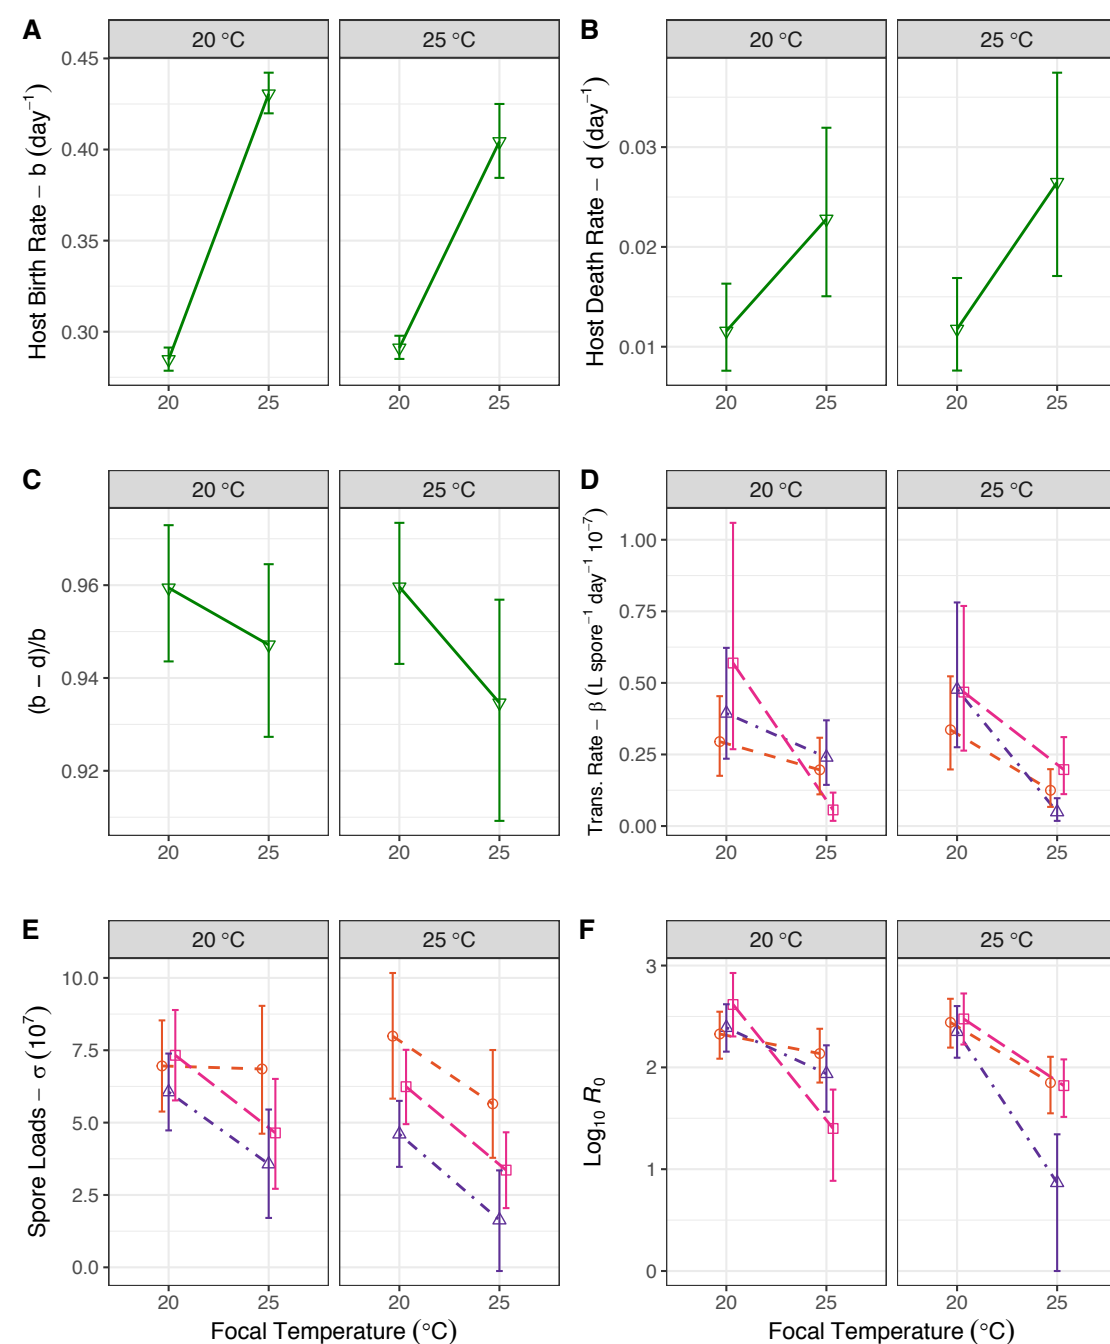 A
20 °C
25 °C
Host Birth Rate − b (day⁻¹)
0.45
0.40
0.35
0.30
20
25
20
25
B
20 °C
25 °C
Host Death Rate − d (day⁻¹)
0.03
0.02
0.01
20
25
20
25
C
20 °C
25 °C
(b − d)/b
0.96
0.94
0.92
20
25
20
25
D
20 °C
25 °C
Trans. Rate − β (L spore⁻¹ day⁻¹ 10⁻⁷)
1.00
0.75
0.50
0.25
0.00
20
25
20
25
E
20 °C
25 °C
Spore Loads − σ (10⁷)
10.0
7.5
5.0
2.5
0.0
20
25
20
25
Focal Temperature (°C)
F
20 °C
25 °C
Log₁₀ R₀
3
2
1
0
20
25
20
25
Focal Temperature (°C)